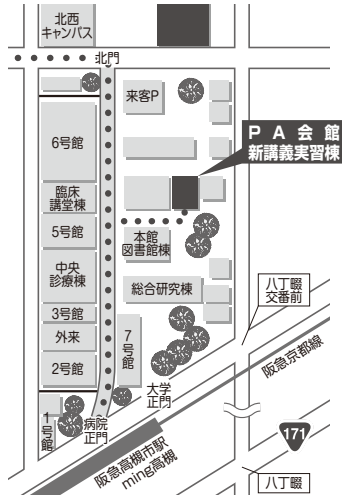 北西
キャンパス
北門
来客P
6号館
P A 会 館
新講義実習棟
臨床
講堂棟
5号館
本館
図書館棟
中央
診療棟
総合研究棟
八丁畷
交番前
3号館
外来
7号館
2号館
阪急京都線
大学
正門
1号館
病院
正門
171
阪急高槻市駅
ming高槻
八丁畷